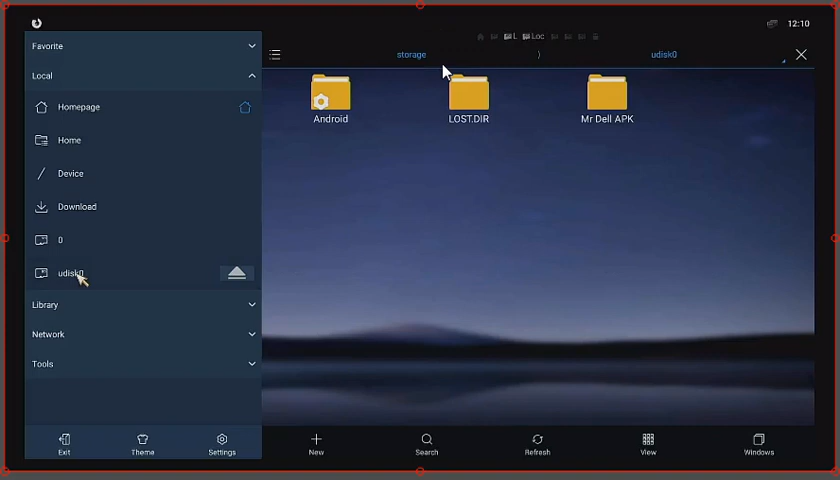 12:10
L Loc
Favorite
storage
udisk0
Local
Homepage
Android
LOST.DIR
Mr Dell APK
Home
Device
Download
0
udisk0
Library
Network
Tools
Exit
Theme
Settings
New
Search
Refresh
View
Windows